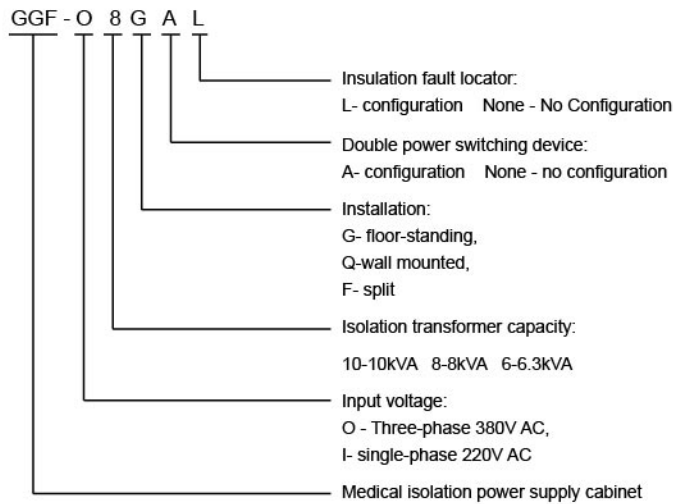 GGF - O 8 G A L
Insulation fault locator:
L- configuration None - No Configuration
Double power switching device:
A- configuration None - no configuration
Installation:
G- floor-standing,
Q-wall mounted,
F- split
Isolation transformer capacity:
10-10kVA 8-8kVA 6-6.3kVA
Input voltage:
O - Three-phase 380V AC,
I- single-phase 220V AC
Medical isolation power supply cabinet